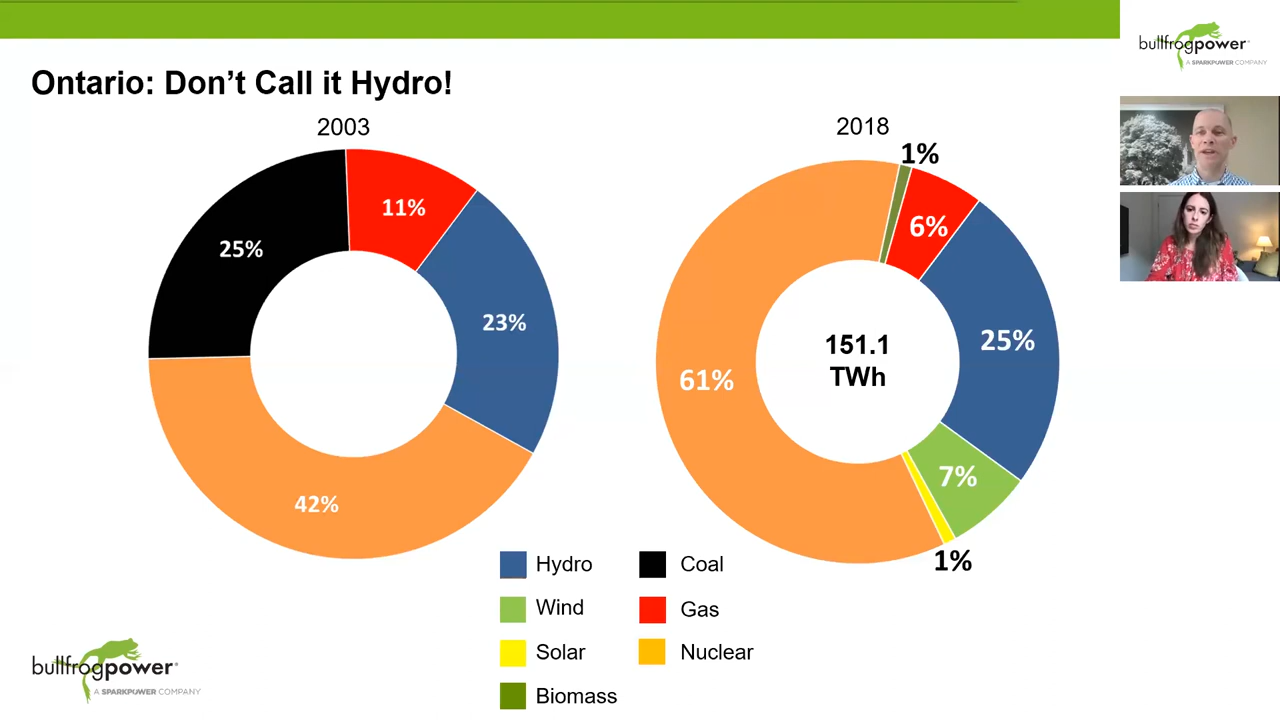 bullfrogpower®
A SPARKPOWER COMPANY
Ontario: Don't Call it Hydro!
2003
2018
11%
25%
23%
42%
1%
6%
25%
151.1
TWh
61%
7%
1%
Hydro
Coal
Wind
Gas
Solar
Nuclear
Biomass
bullfrogpower®
A SPARKPOWER COMPANY